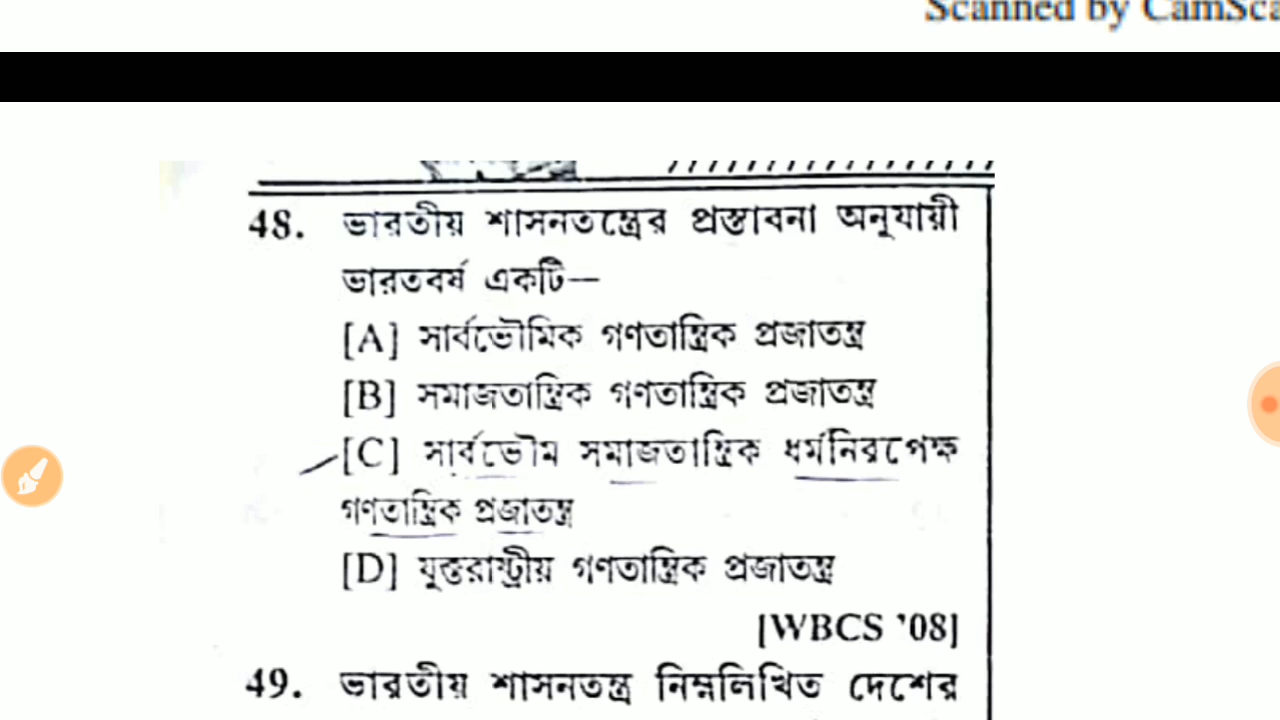 Scanned by CamSca
48. ভারতীয় শাসনতন্ত্রের প্রস্তাবনা অনুযায়ী
ভারতবর্ষ একটি—
[A] সার্বভৌমিক গণতান্ত্রিক প্রজাতন্ত্র
[B] সমাজতান্ত্রিক গণতান্ত্রিক প্রজাতন্ত্র
[C] সার্বভৌম সমাজতান্ত্রিক ধর্মনিরপেক্ষ
গণতান্ত্রিক প্রজাতন্ত্র
[D] যুক্তরাষ্ট্রীয় গণতান্ত্রিক প্রজাতন্ত্র
[WBCS ’08]
49. ভারতীয় শাসনতন্ত্র নিম্নলিখিত দেশের